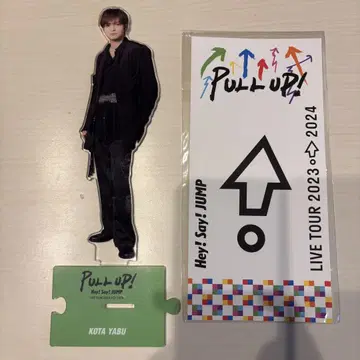 PULL UP!
Hey! Say! JUMP
KOTA YABU
PULL UP!
Hey! Say! JUMP
LIVE TOUR 2023 2024